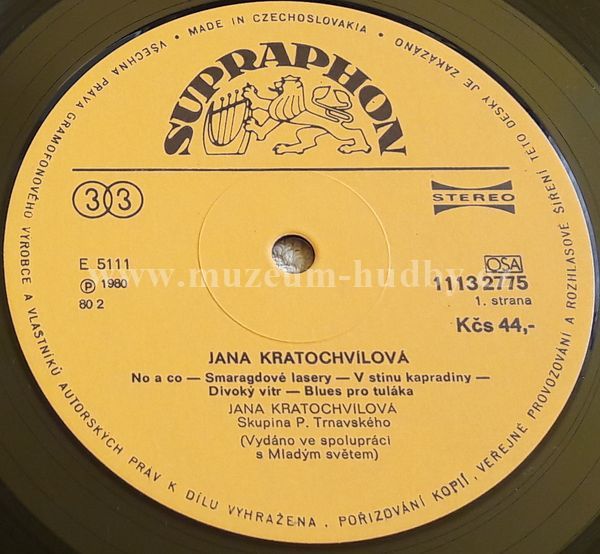 VŠECHNA PRÁVA GRAMOFONOVÉHO VÝROBCE A VLASTNÍKŮ AUTORSKÝCH PRÁV K DÍLU VYHRAŽENA. POŘIZOVÁNÍ KOPIÍ, VEŘEJNÉ PROVOZOVÁNÍ A ROZHLASOVÉ ŠÍŘENÍ TÉTO DESKY JE ZAKÁZÁNO • MADE IN CZECHOSLOVAKIA •
SUPRAPHON
33
STEREO
E 5111
℗ 1980
80 2
OSA
1113 2775
1. strana
Kčs 44,-
www.muzeum-hudby.cz
JANA KRATOCHVÍLOVÁ
No a co — Smaragdové lasery — V stínu kapradiny —
Divoký vítr — Blues pro tuláka
JANA KRATOCHVÍLOVÁ
Skupina P. Trnavského
(Vydáno ve spolupráci
s Mladým světem)